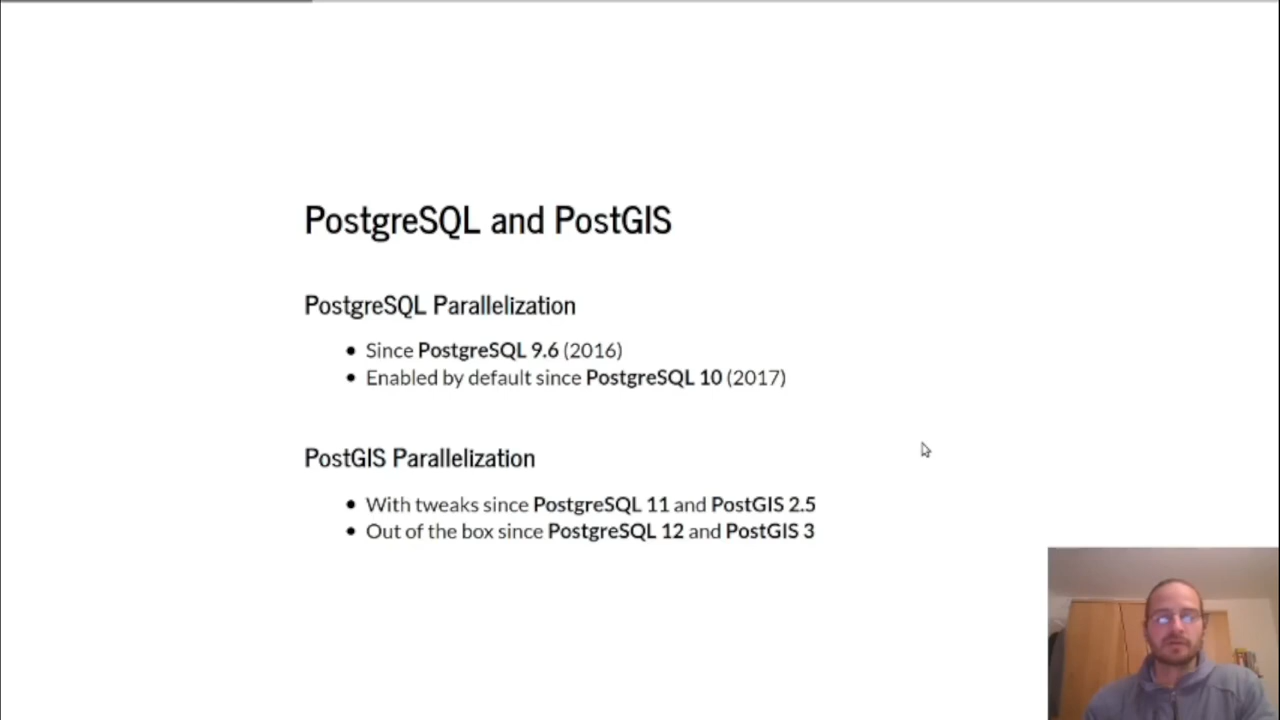 PostgreSQL and PostGIS
PostgreSQL Parallelization
• Since PostgreSQL 9.6 (2016)
• Enabled by default since PostgreSQL 10 (2017)
PostGIS Parallelization
• With tweaks since PostgreSQL 11 and PostGIS 2.5
• Out of the box since PostgreSQL 12 and PostGIS 3